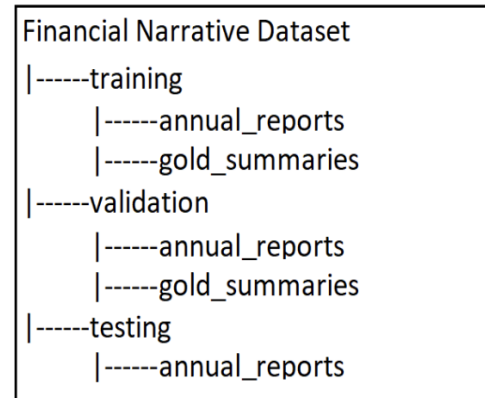 Financial Narrative Dataset
|------training
|------annual_reports
|------gold_summaries
|------validation
|------annual_reports
|------gold_summaries
|------testing
|------annual_reports